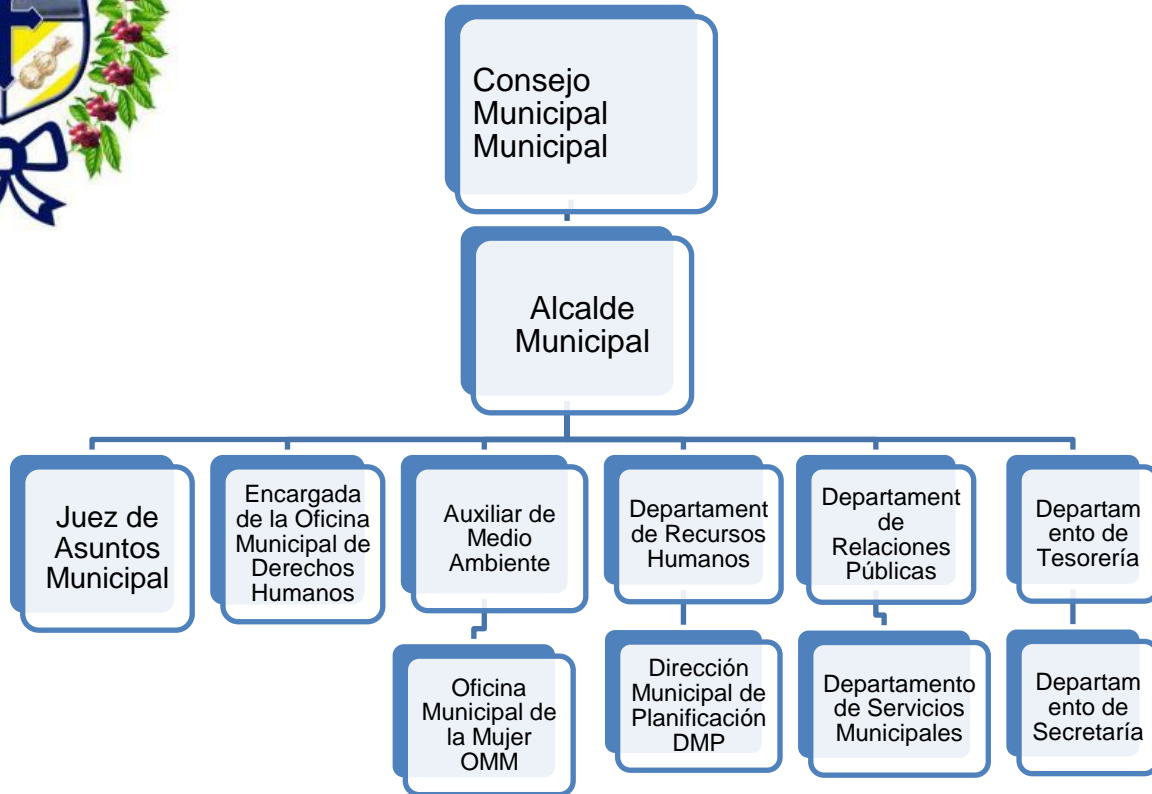 Consejo
Municipal
Municipal
Alcalde
Municipal
Juez de
Asuntos
Municipal
Encargada
de la Oficina
Municipal de
Derechos
Humanos
Auxiliar de
Medio
Ambiente
Departament
de Recursos
Humanos
Departament
de
Relaciones
Públicas
Departam
ento de
Tesorería
Oficina
Municipal de
la Mujer
OMM
Dirección
Municipal de
Planificación
DMP
Departamento
de Servicios
Municipales
Departam
ento de
Secretaría